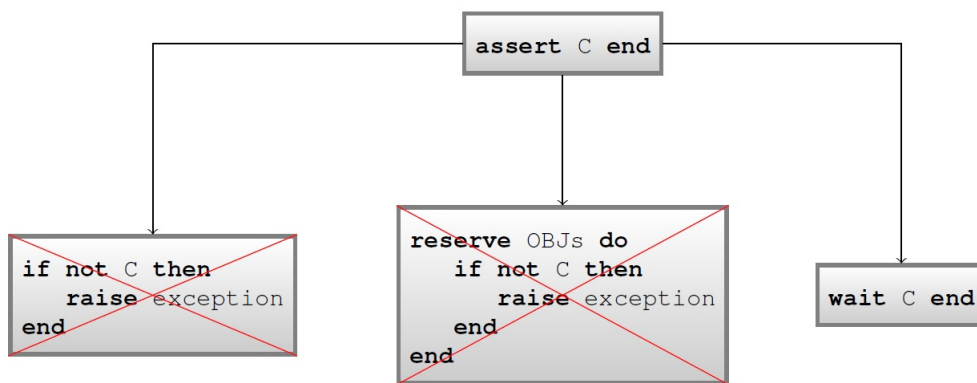 assert C end
if not C then
raise exception
end
reserve OBJs do
if not C then
raise exception
end
end
wait C end